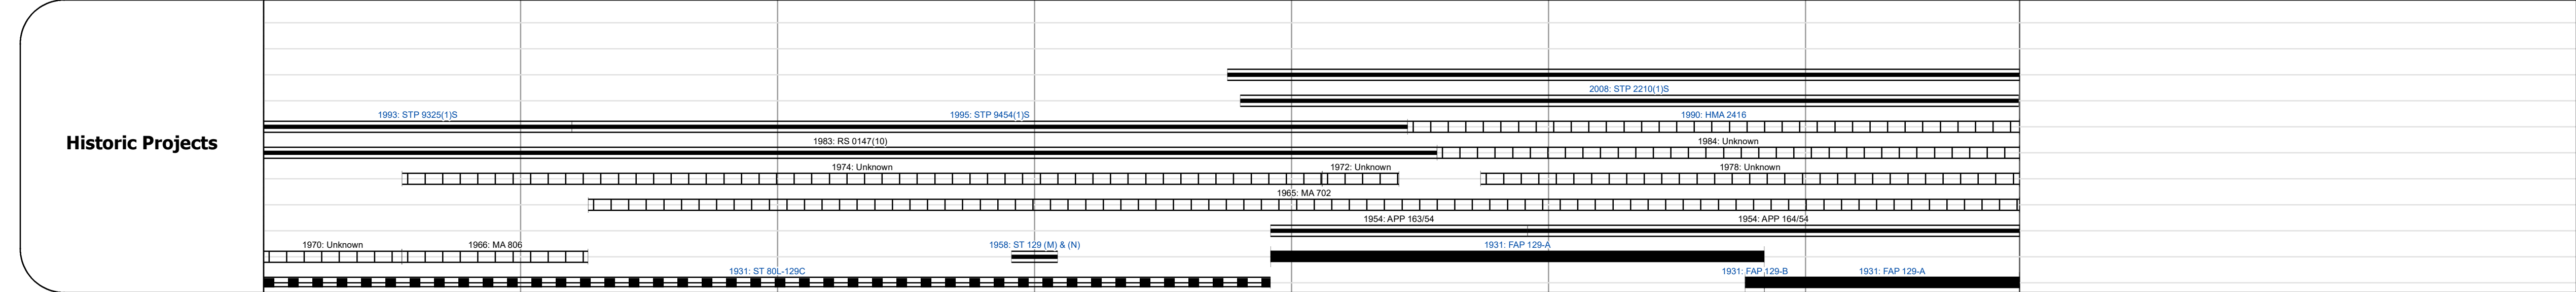 Historic Projects
2008: STP 2210(1)S
1993: STP 9325(1)S
1995: STP 9454(1)S
1990: HMA 2416
1983: RS 0147(10)
1984: Unknown
1974: Unknown
1972: Unknown
1978: Unknown
1965: MA 702
1954: APP 163/54
1954: APP 164/54
1970: Unknown
1966: MA 806
1958: ST 129 (M) & (N)
1931: FAP 129-A
1931: ST 80L-129C
1931: FAP 129-B
1931: FAP 129-A